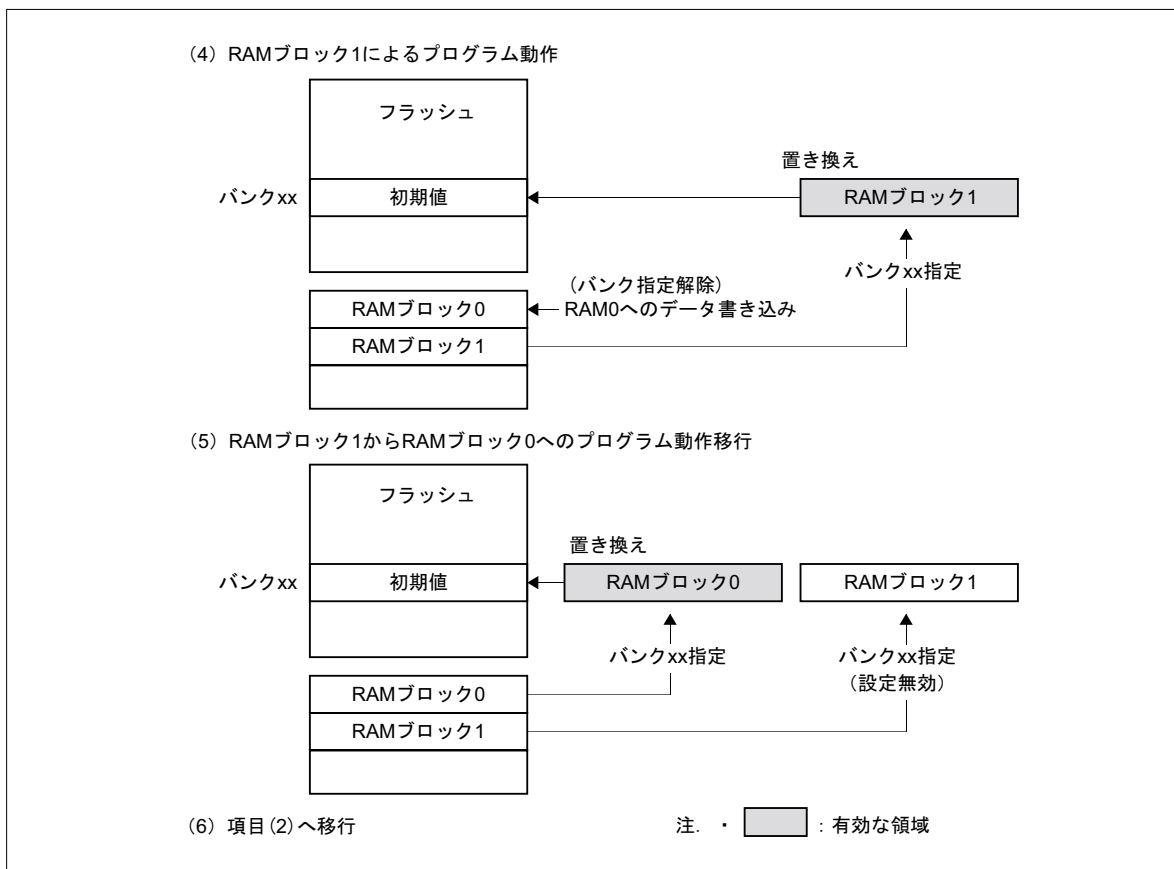 (4) RAMブロック1によるプログラム動作
フラッシュ
置き換え
バンクxx
初期値
RAMブロック1
バンクxx指定
(バンク指定解除)
RAMブロック0
RAM0へのデータ書き込み
RAMブロック1
(5) RAMブロック1からRAMブロック0へのプログラム動作移行
フラッシュ
置き換え
バンクxx
初期値
RAMブロック0
RAMブロック1
バンクxx指定
バンクxx指定
(設定無効)
RAMブロック0
RAMブロック1
(6) 項目(2)へ移行
注. ・ : 有効な領域